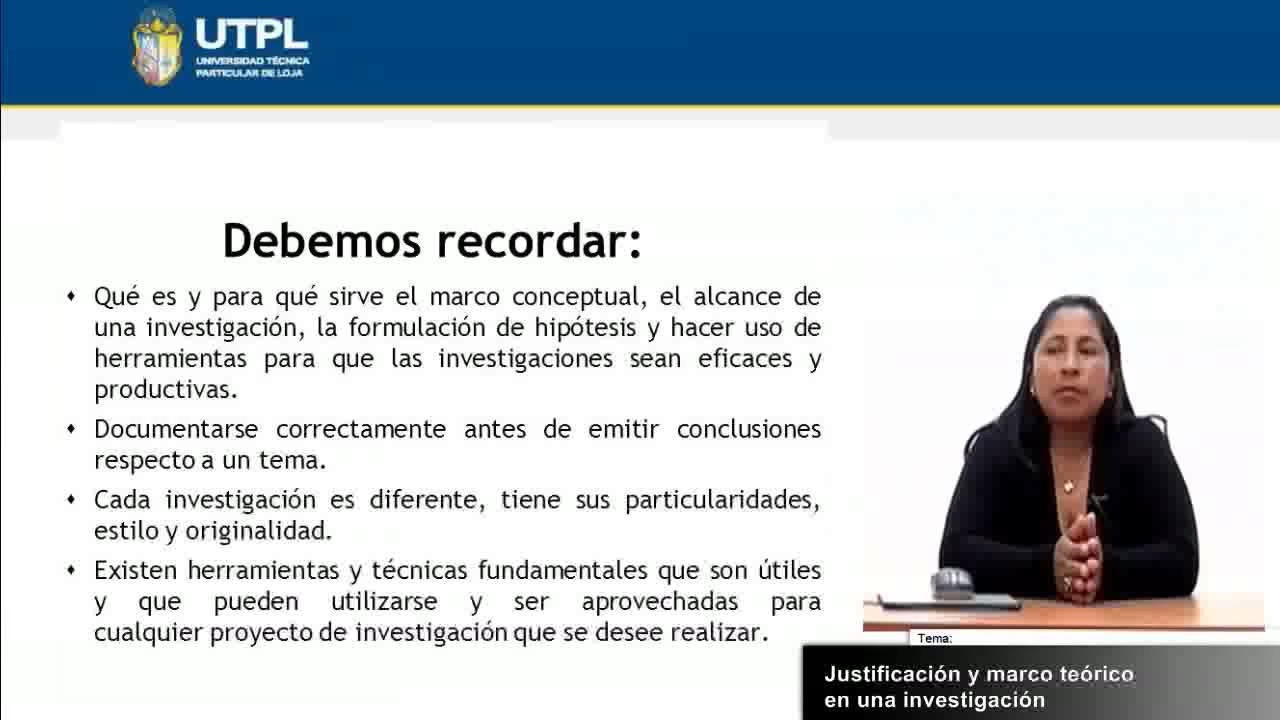 UTPL
UNIVERSIDAD TÉCNICA
PARTICULAR DE LOJA
Debemos recordar:
Qué es y para qué sirve el marco conceptual, el alcance de
una investigación, la formulación de hipótesis y hacer uso de
herramientas para que las investigaciones sean eficaces y
productivas.
Documentarse correctamente antes de emitir conclusiones
respecto a un tema.
Cada investigación es diferente, tiene sus particularidades,
estilo y originalidad.
Existen herramientas y técnicas fundamentales que son útiles
y que pueden utilizarse y ser aprovechadas para
cualquier proyecto de investigación que se desee realizar.
Tema:
Justificación y marco teórico
en una investigación